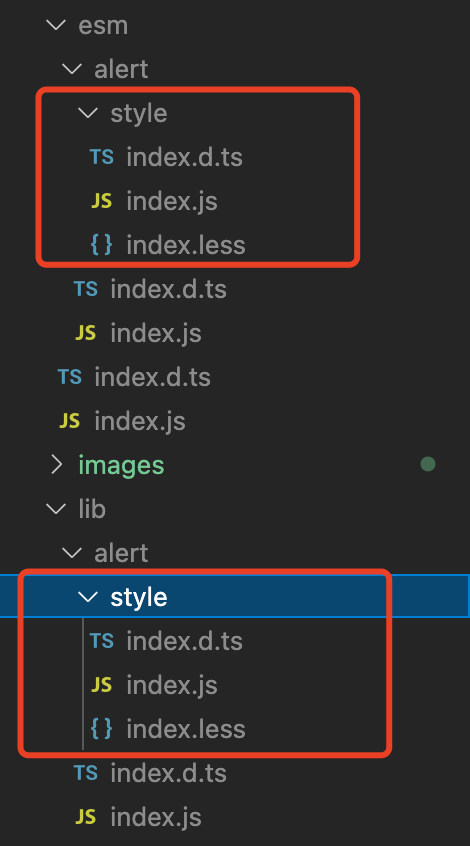 esm
alert
style
TS index.d.ts
JS index.js
{ } index.less
TS index.d.ts
JS index.js
TS index.d.ts
JS index.js
images
lib
alert
style
TS index.d.ts
JS index.js
{ } index.less
TS index.d.ts
JS index.js